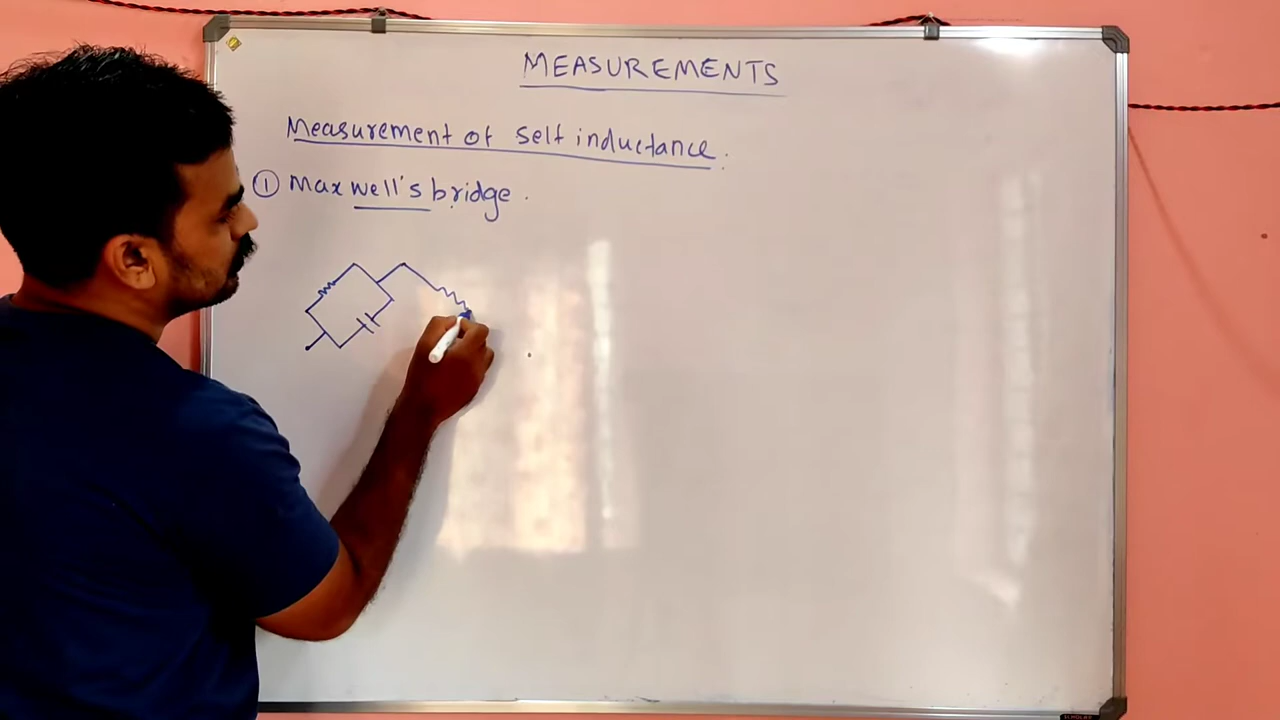 MEASUREMENTS
Measurement of self inductance.
① Maxwell's bridge.